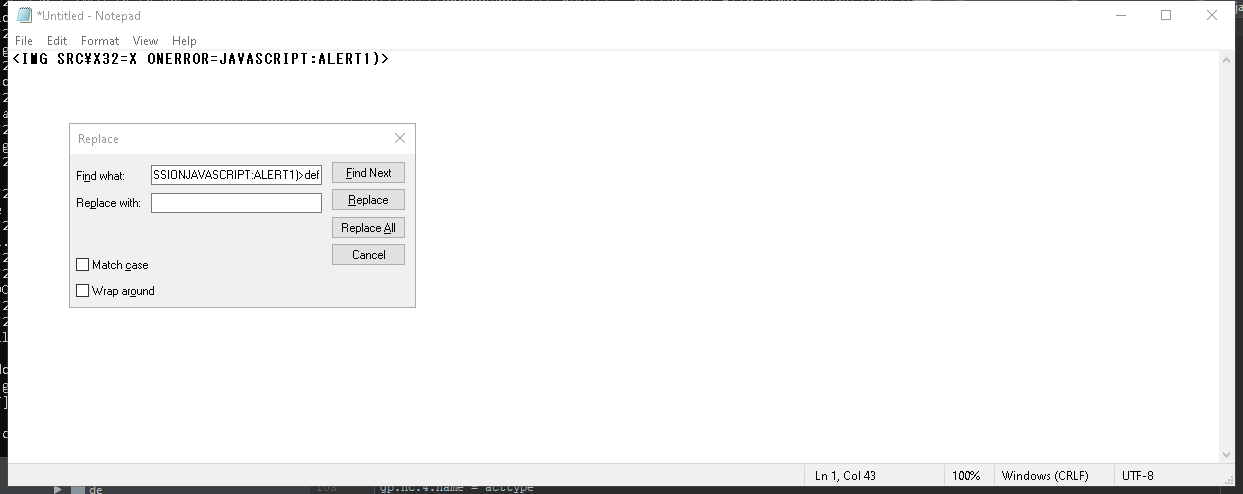 *Untitled - Notepad
File Edit Format View Help
<IMG SRC¥X32=X ONERROR=JAVASCRIPT:ALERT1)>
Replace
Find what: SSIONJAVASCRIPT:ALERT1)>def Find Next
Replace with: Replace
Replace All
Cancel
Match case
Wrap around
Ln 1, Col 43 100% Windows (CRLF) UTF-8
de gp.nc.4.name = acctype